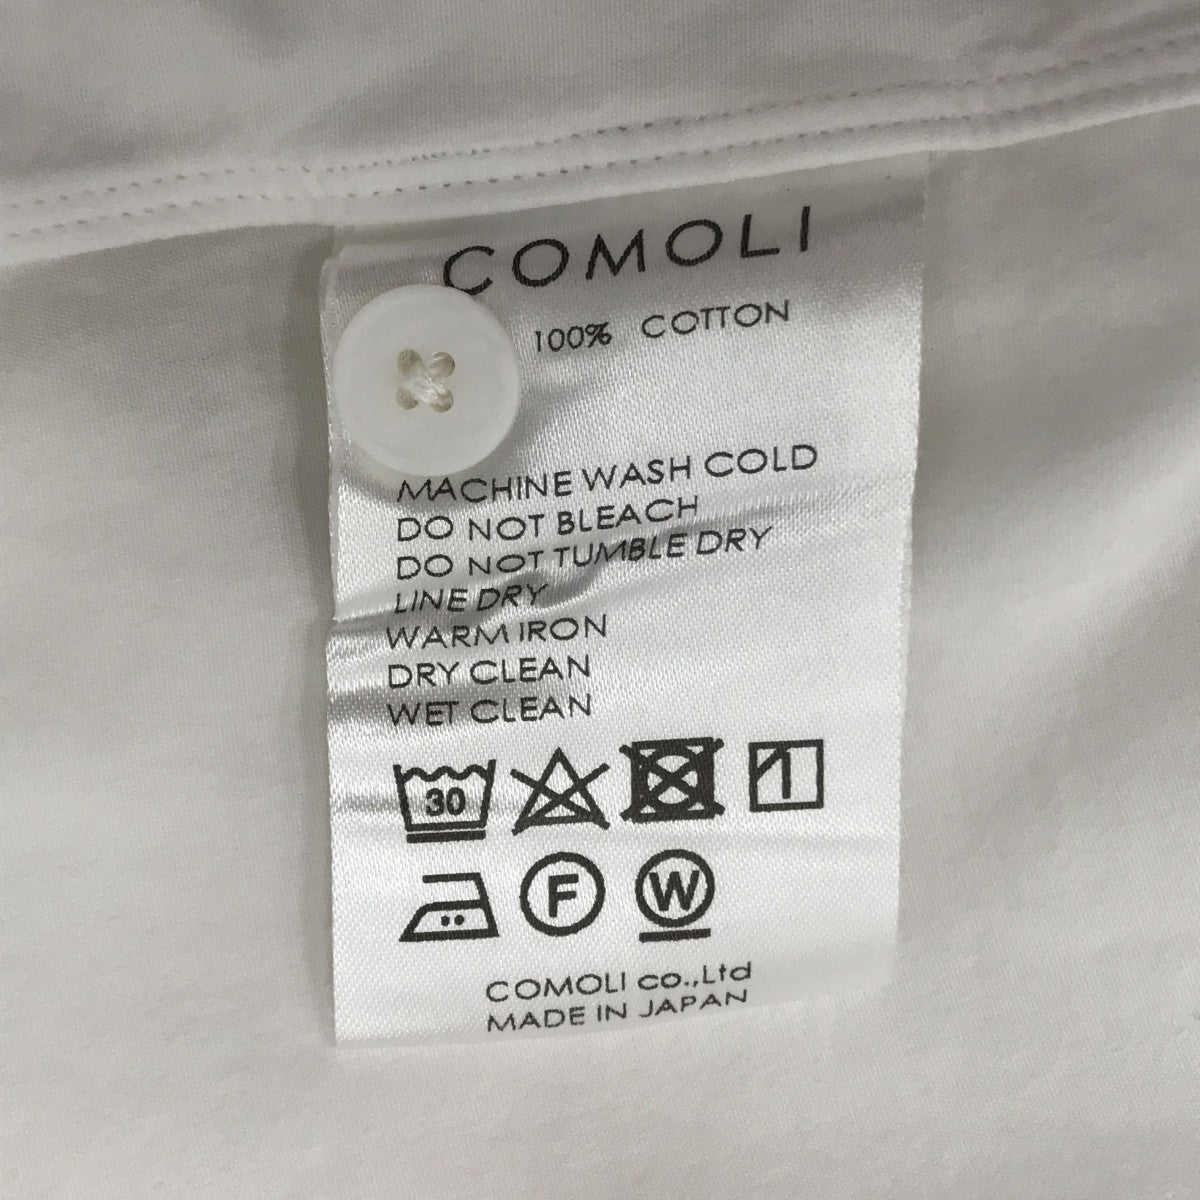 COMOLI
100% COTTON
MACHINE WASH COLD
DO NOT BLEACH
DO NOT TUMBLE DRY
LINE DRY
WARM IRON
DRY CLEAN
WET CLEAN
30
F W
COMOLI co.,Ltd
MADE IN JAPAN